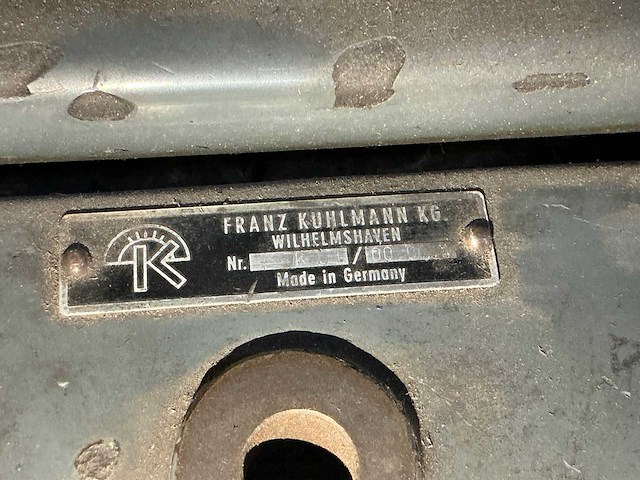 FRANZ KUHLMANN KG
WILHELMSHAVEN
Nr. /
Made in Germany
K